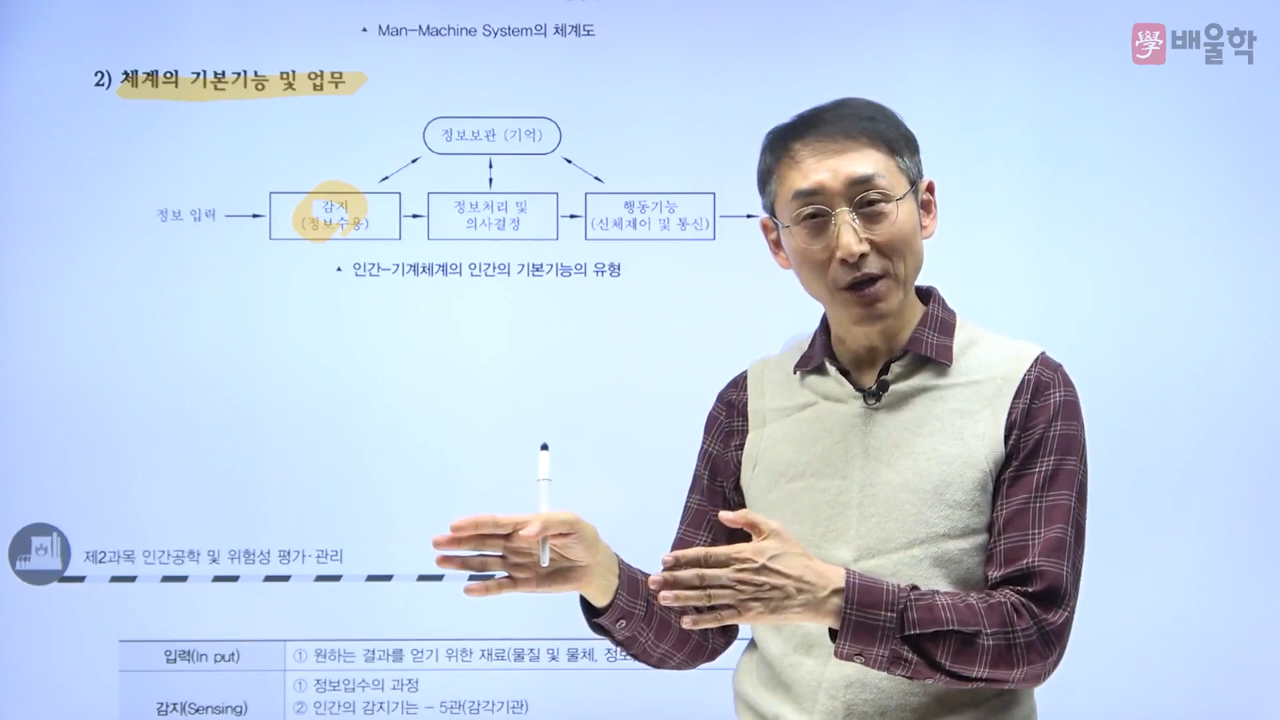 ▲ Man-Machine System의 체계도
學 배울학
2) 체계의 기본기능 및 업무
정보보관 (기억)
정보 입력
감지
(정보수용)
정보처리 및
의사결정
행동기능
(신체제어 및 통신)
▲ 인간-기계체계의 인간의 기본기능의 유형
제2과목 인간공학 및 위험성 평가·관리
입력(In put)
① 원하는 결과를 얻기 위한 재료(물질 및 물체, 정보,
감지(Sensing)
① 정보입수의 과정
② 인간의 감지기능 - 5관(감각기관)